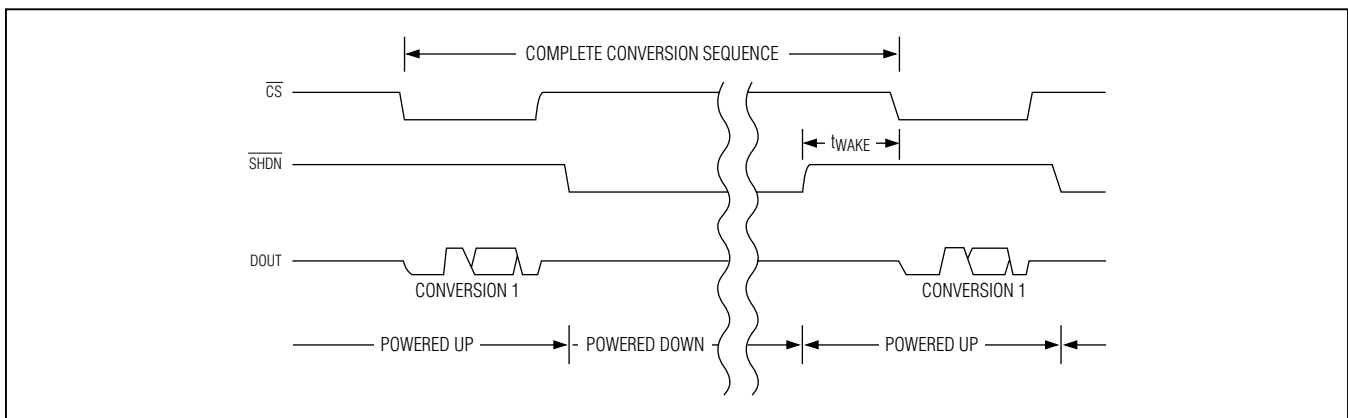 COMPLETE CONVERSION SEQUENCE
CS
tWAKE
SHDN
DOUT
CONVERSION 1
CONVERSION 1
POWERED UP
POWERED DOWN
POWERED UP